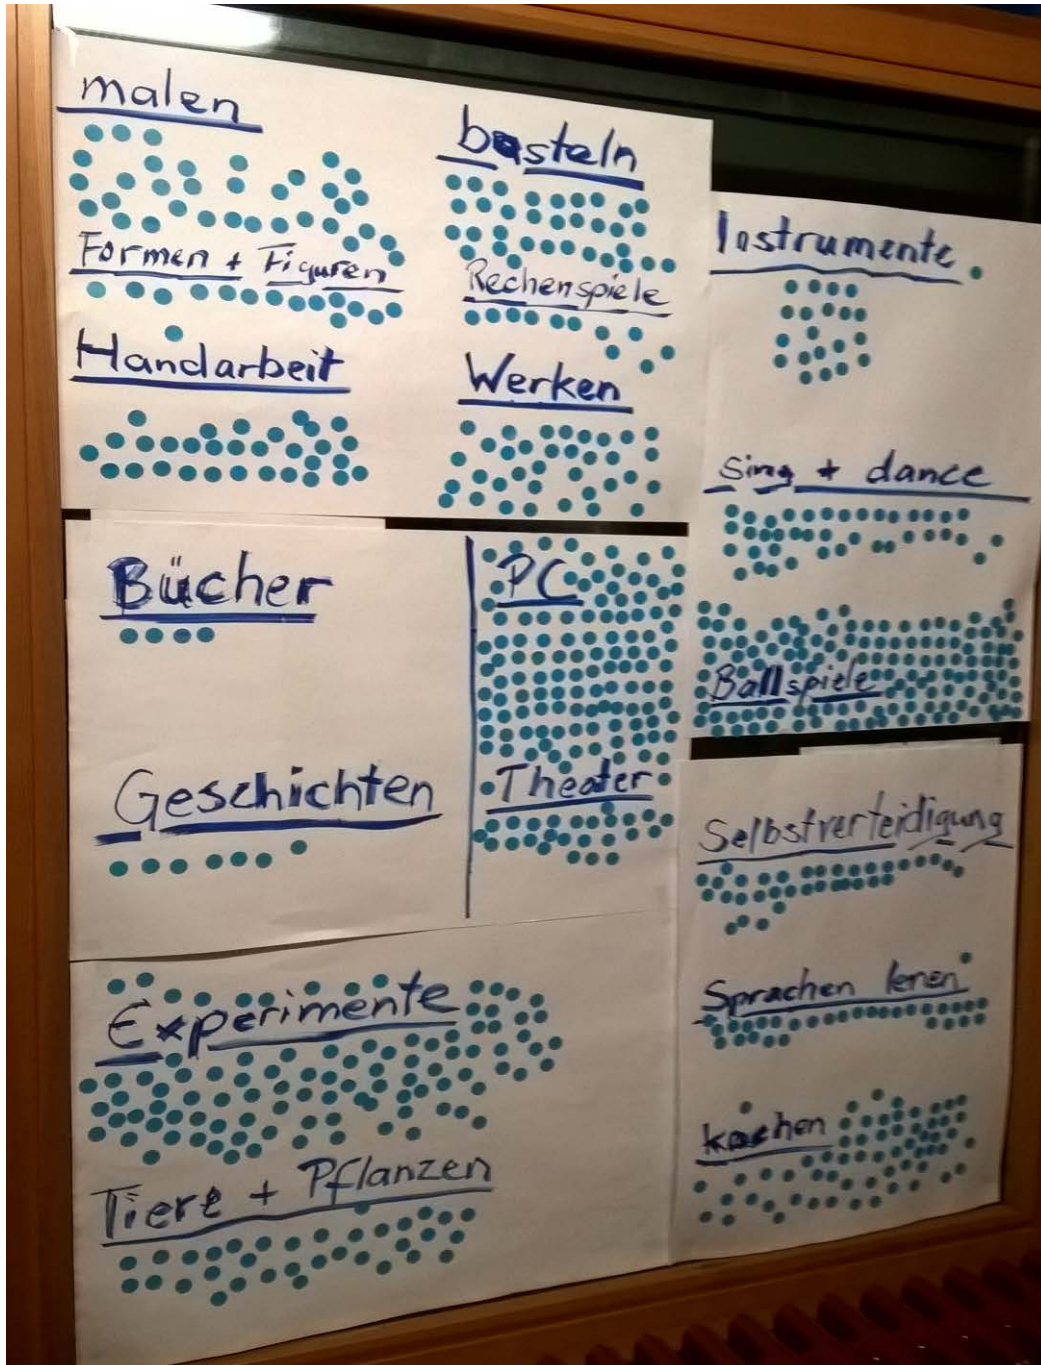 malen
basteln
Formen + Figuren
Rechenspiele
Handarbeit
Werken
Instrumente
Sing + dance
Ballspiele
Bücher
PC
Geschichten
Theater
Selbstverteidigung
Sprachen lenen
kochen
Experimente
Tiere + Pflanzen